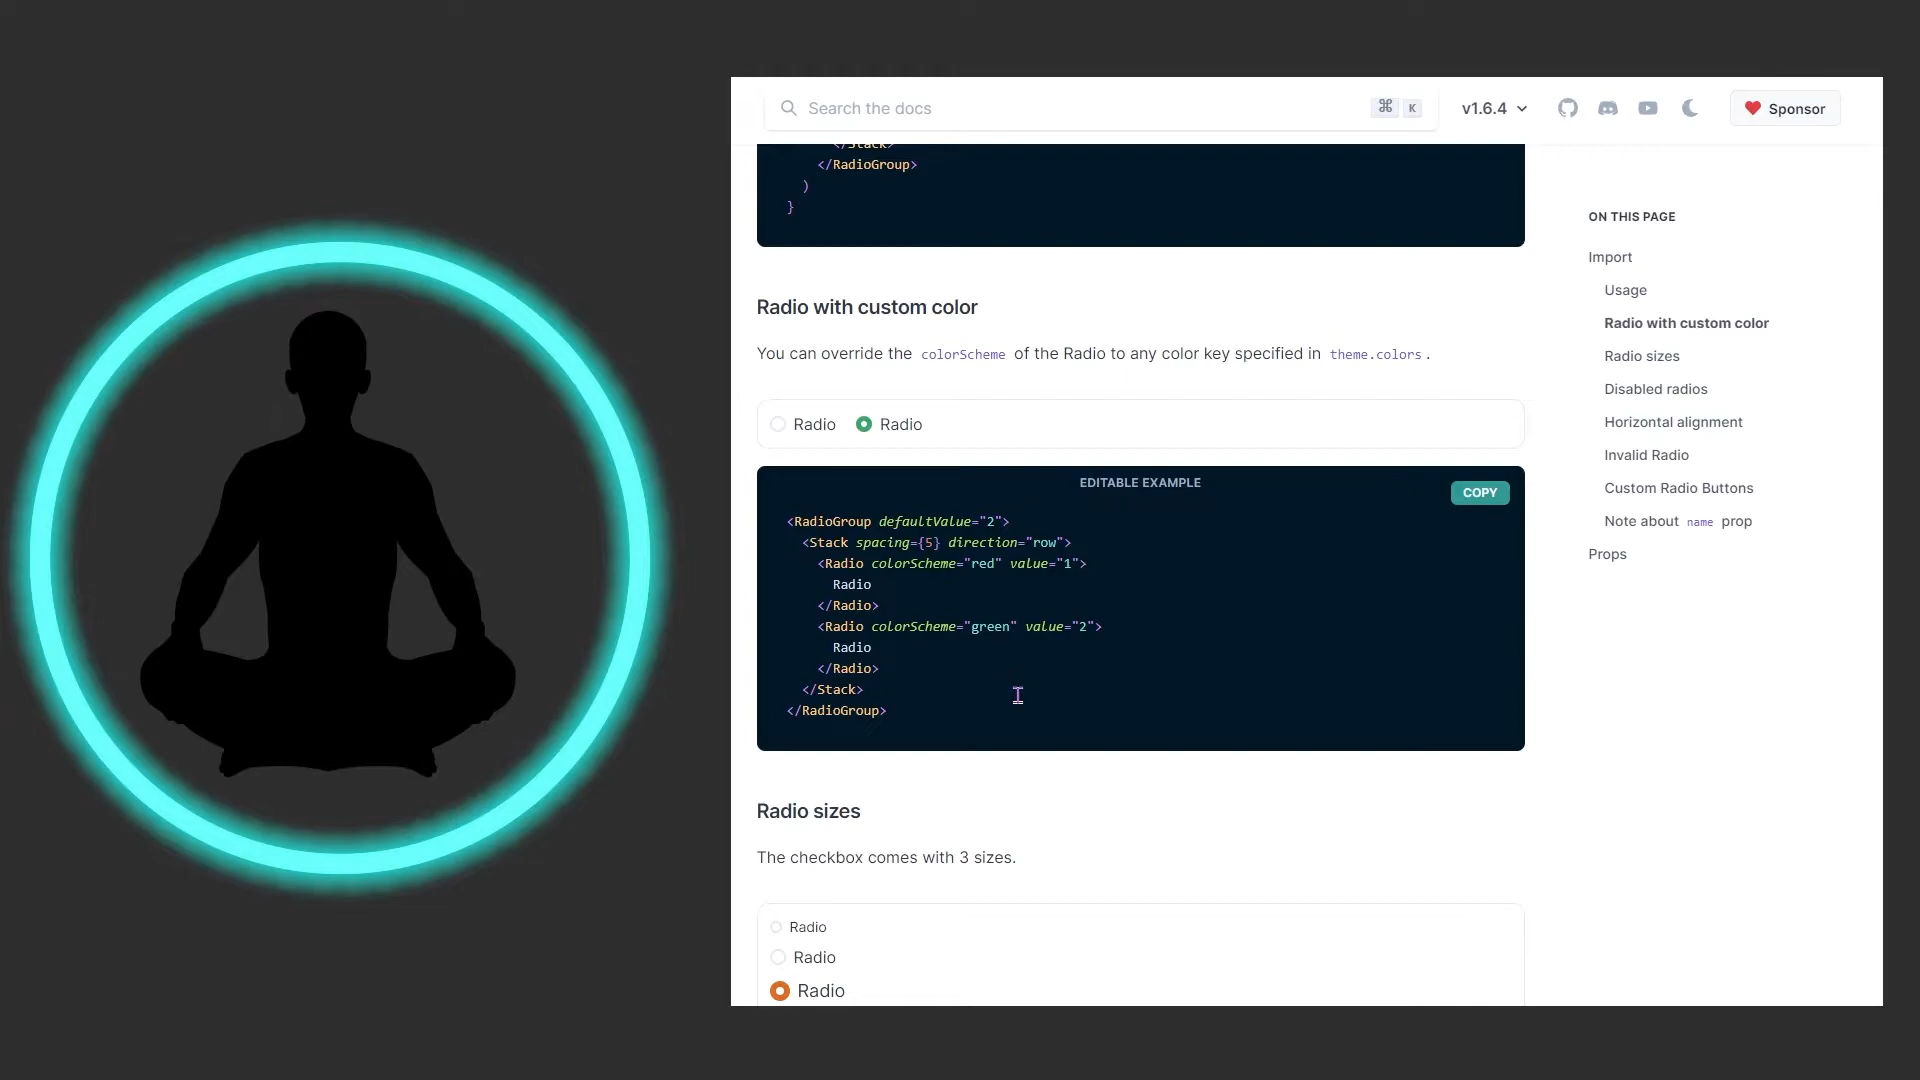 Search the docs
⌘ K
v1.6.4
Sponsor
</Stack>
</RadioGroup>
)
}
Radio with custom color
You can override the colorScheme of the Radio to any color key specified in theme.colors.
Radio Radio
EDITABLE EXAMPLE
COPY
<RadioGroup defaultValue="2">
<Stack spacing={5} direction="row">
<Radio colorScheme="red" value="1">
Radio
</Radio>
<Radio colorScheme="green" value="2">
Radio
</Radio>
</Stack>
</RadioGroup>
Radio sizes
The checkbox comes with 3 sizes.
Radio
Radio
Radio
ON THIS PAGE
Import
Usage
Radio with custom color
Radio sizes
Disabled radios
Horizontal alignment
Invalid Radio
Custom Radio Buttons
Note about name prop
Props